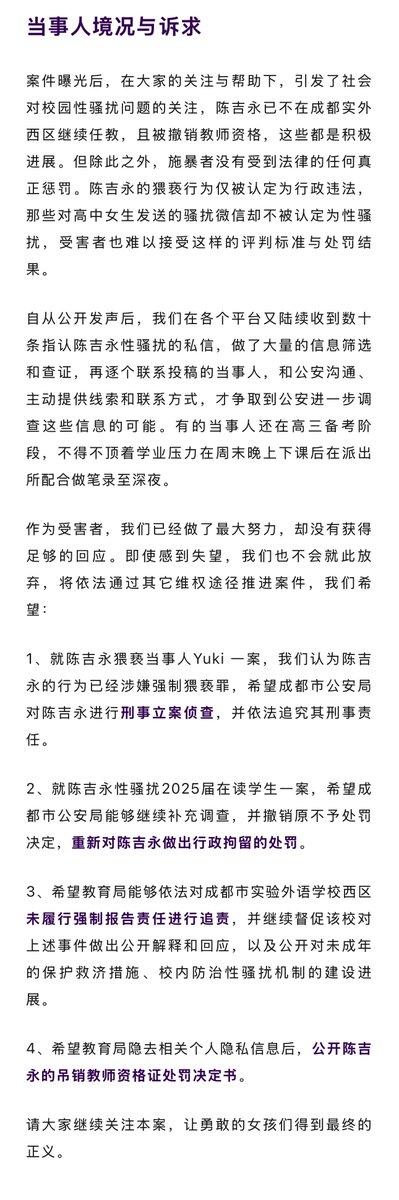 当事人境况与诉求
案件曝光后，在大家的关注与帮助下，引发了社会
对校园性骚扰问题的关注，陈吉永已不在成都实外
西区继续任教，且被撤销教师资格，这些都是积极
进展。但除此之外，施暴者没有受到法律的任何真
正惩罚。陈吉永的猥亵行为仅被认定为行政违法，
那些对高中女生发送的骚扰微信却不被认定为性骚
扰，受害者也难以接受这样的评判标准与处罚结
果。
自从公开发声后，我们在各个平台又陆续收到数十
条指认陈吉永性骚扰的私信，做了大量的信息筛选
和查证，再逐个联系投稿的当事人，和公安沟通、
主动提供线索和联系方式，才争取到公安进一步调
查这些信息的可能。有的当事人还在高三备考阶
段，不得不顶着学业压力在周末晚上下课后在派出
所配合做笔录至深夜。
作为受害者，我们已经做了最大努力，却没有获得
足够的回应。即使感到失望，我们也不会就此放
弃，将依法通过其它维权途径推进案件，我们希
望：
1、就陈吉永猥亵当事人Yuki 一案，我们认为陈吉
永的行为已经涉嫌强制猥亵罪，希望成都市公安局
对陈吉永进行刑事立案侦查，并依法追究其刑事责
任。
2、就陈吉永性骚扰2025届在读学生一案，希望成
都市公安局能够继续补充调查，并撤销原不予处罚
决定，重新对陈吉永做出行政拘留的处罚。
3、希望教育局能够依法对成都市实验外语学校西区
未履行强制报告责任进行追责，并继续督促该校对
上述事件做出公开解释和回应，以及公开对未成年
的保护救济措施、校内防治性骚扰机制的建设进
展。
4、希望教育局隐去相关个人隐私信息后，公开陈吉
永的吊销教师资格证处罚决定书。
请大家继续关注本案，让勇敢的女孩们得到最终的
正义。